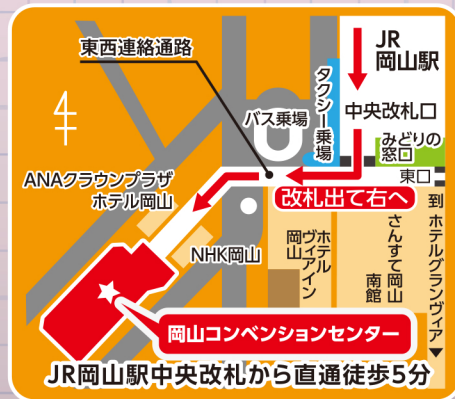 東西連絡通路
JR
岡山駅
タクシー乗場
中央改札口
バス乗場
みどりの
窓口
東口
改札出て右へ
ANAクラウンプラザ
ホテル岡山
NHK岡山
ホテル
ヴィアイン
岡山
さんすて岡山
南館
到 ホテルグランヴィア
岡山コンベンションセンター
JR岡山駅中央改札から直通徒歩5分